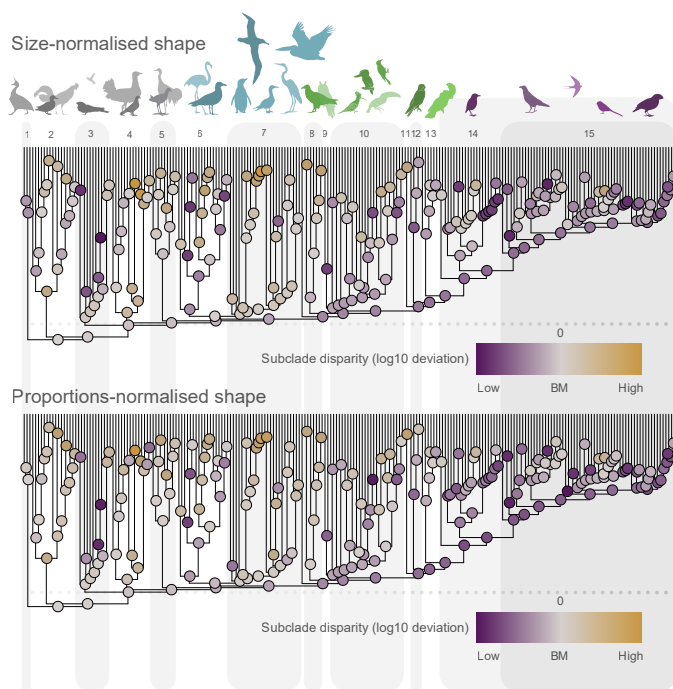 Size-normalised shape
1 2 3 4 5 6 7 8 9 10 11 12 13 14 15
0
Subclade disparity (log10 deviation)
Low BM High
Proportions-normalised shape
0
Subclade disparity (log10 deviation)
Low BM High